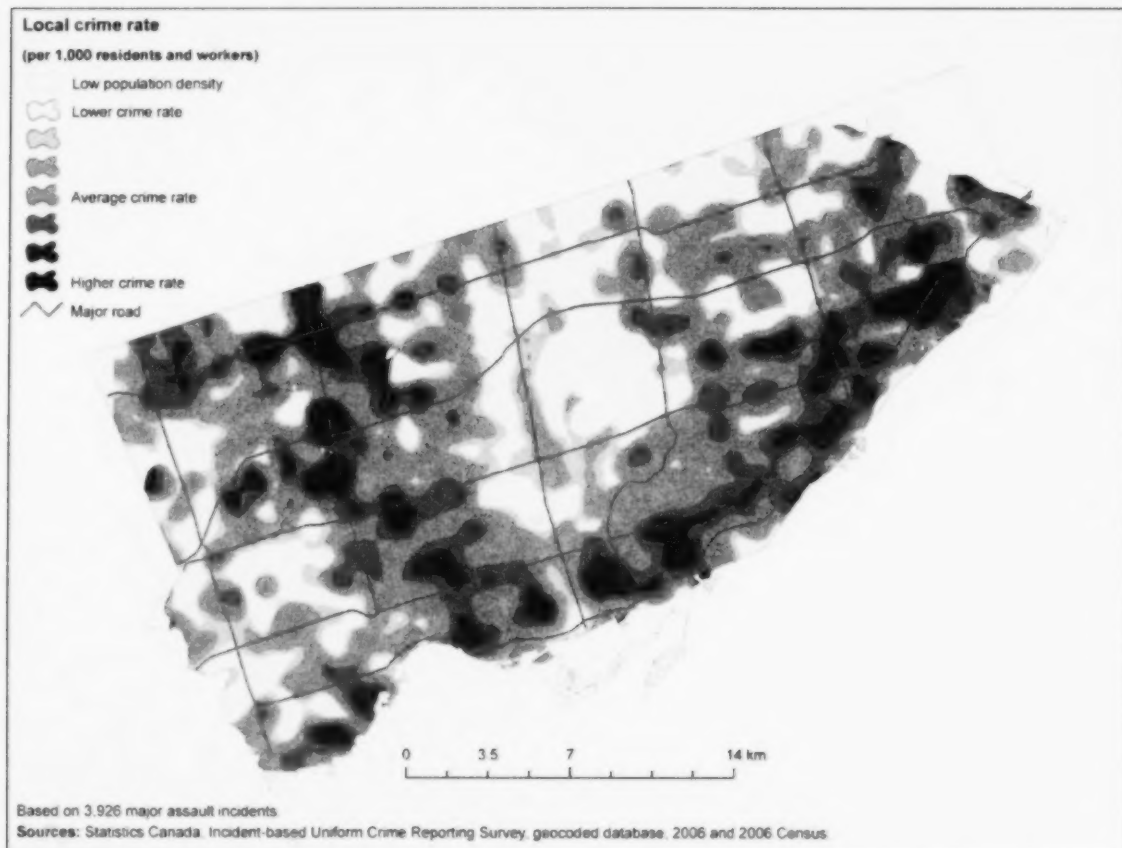 Local crime rate
(per 1,000 residents and workers)
Low population density
Lower crime rate
Average crime rate
Higher crime rate
Major road
0 3.5 7 14 km
Based on 3,926 major assault incidents
Sources: Statistics Canada. Incident-based Uniform Crime Reporting Survey, geocoded database, 2006 and 2006 Census